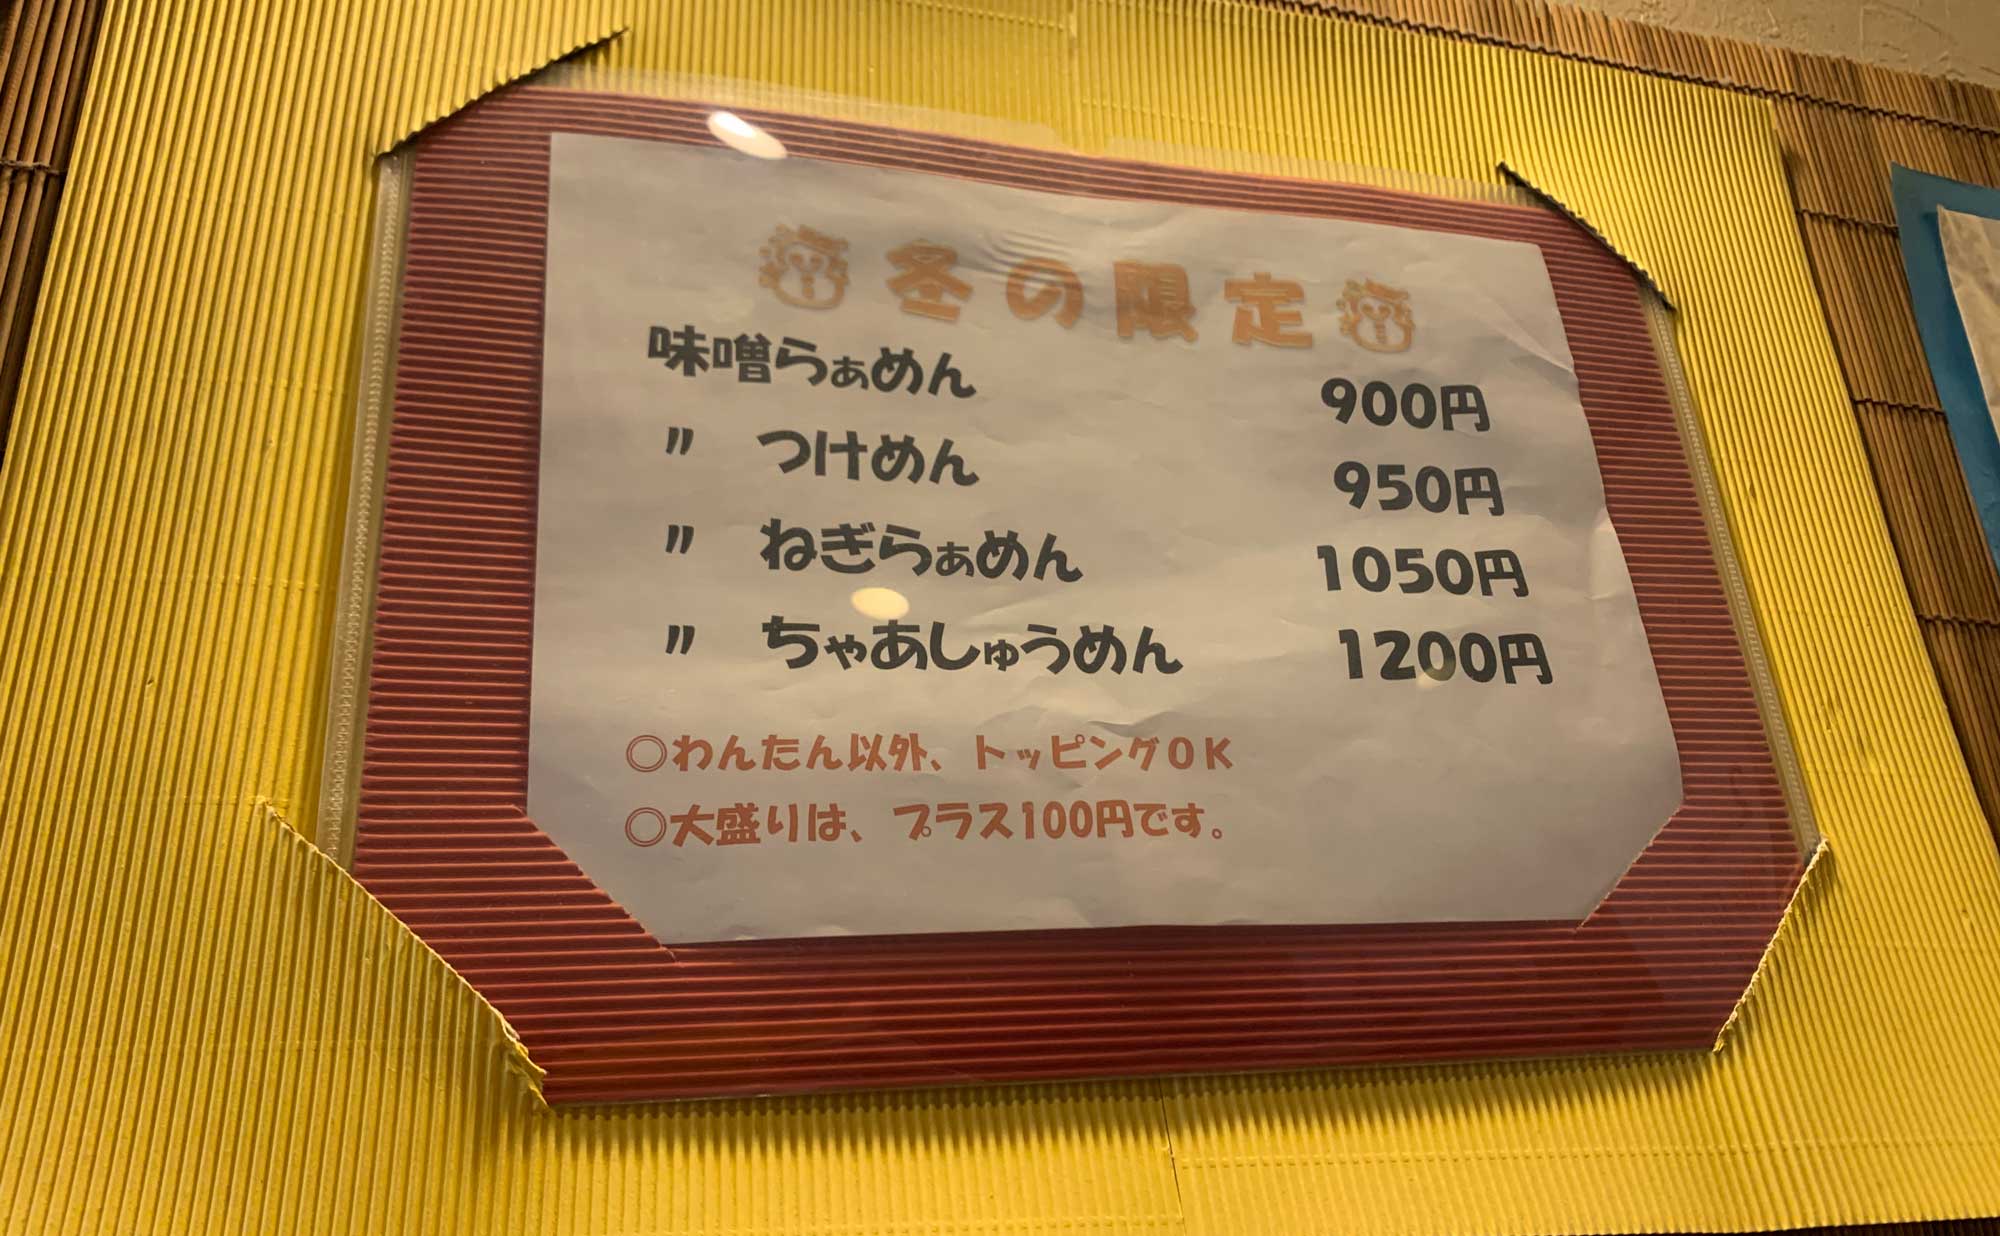 ☃冬の限定☃
味噌らぁめん 900円
〃 つけめん 950円
〃 ねぎらぁめん 1050円
〃 ちゃあしゅうめん 1200円
◎わんたん以外、トッピングOK
◎大盛りは、プラス100円です。